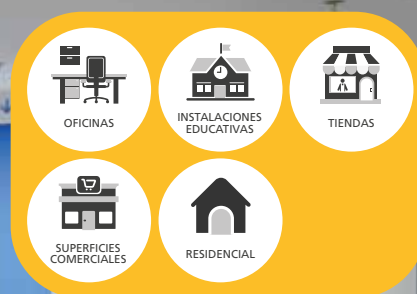 OFICINAS
INSTALACIONES
EDUCATIVAS
TIENDAS
SUPERFICIES
COMERCIALES
RESIDENCIAL